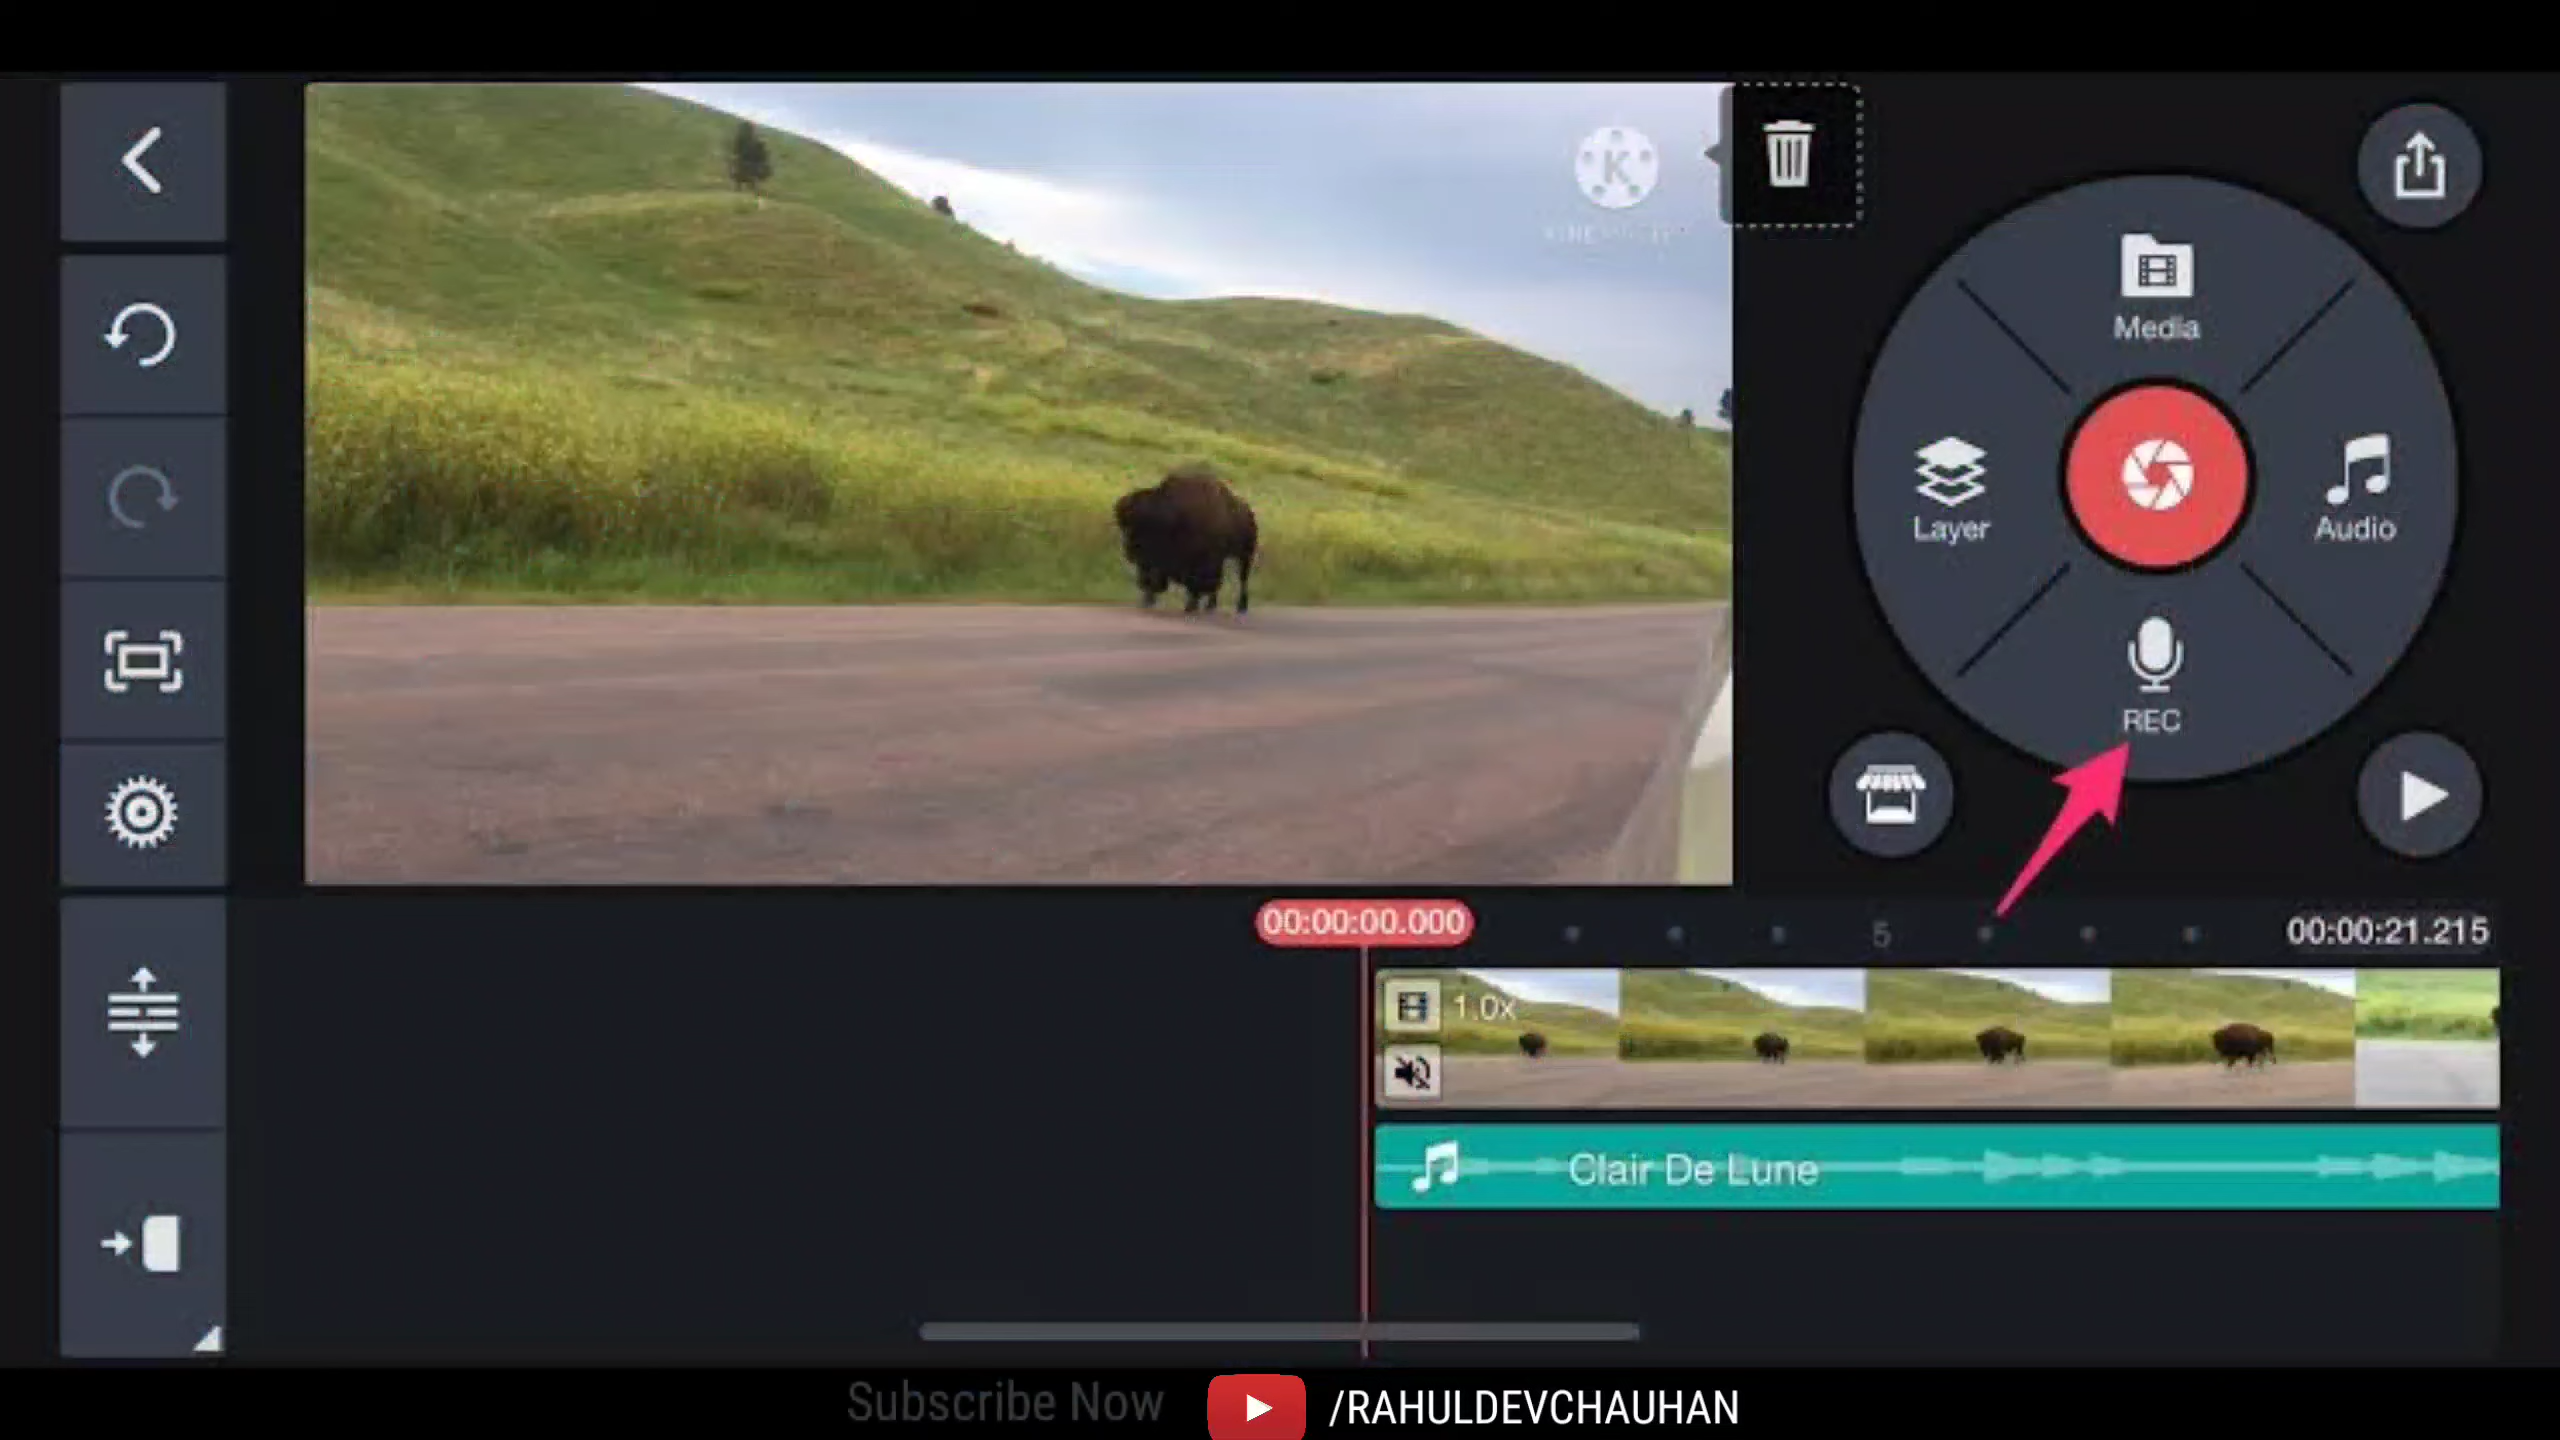 K
Media
Layer
Audio
REC
00:00:00.000
5
00:00:21.215
1.0x
Clair De Lune
Subscribe Now
/RAHULDEVCHAUHAN